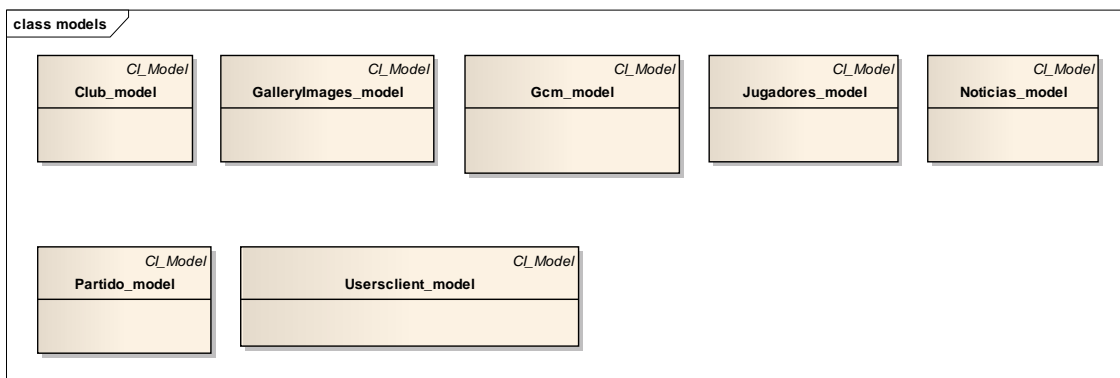 class models
CI_Model
Club_model
CI_Model
GalleryImages_model
CI_Model
Gcm_model
CI_Model
Jugadores_model
CI_Model
Noticias_model
CI_Model
Partido_model
CI_Model
Usersclient_model